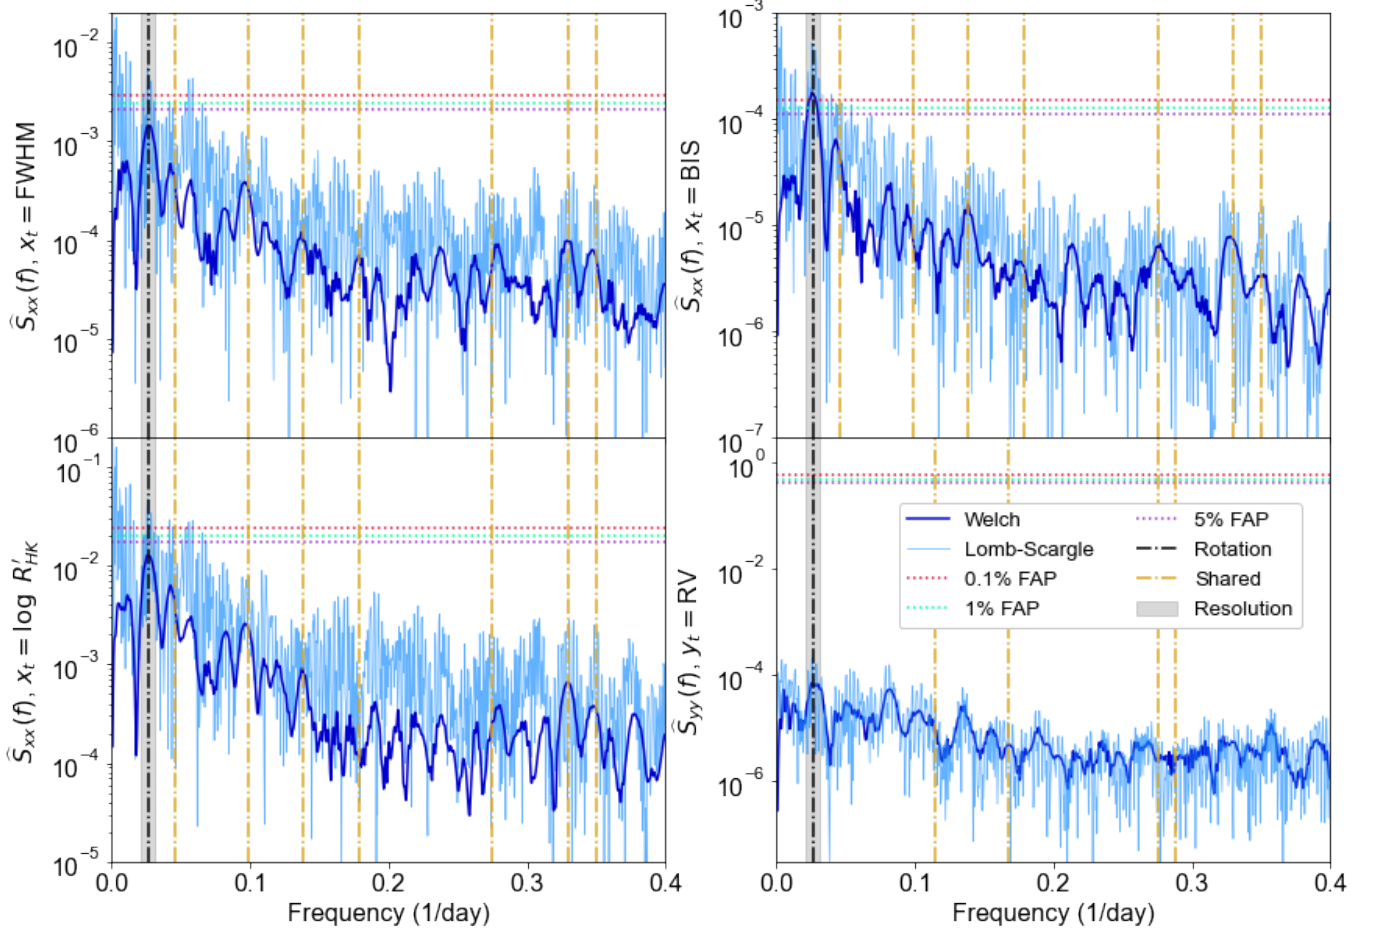 10⁻²
10⁻³
10⁻⁴
10⁻⁵
10⁻⁶
Ŝₓₓ(f), xₜ = FWHM
10⁻³
10⁻⁴
10⁻⁵
10⁻⁶
10⁻⁷
Ŝₓₓ(f), xₜ = BIS
10⁻¹
10⁻²
10⁻³
10⁻⁴
10⁻⁵
Ŝₓₓ(f), xₜ = log R′HK
0.0
0.1
0.2
0.3
0.4
Frequency (1/day)
10⁰
10⁻²
10⁻⁴
10⁻⁶
Ŝyy(f), yₜ = RV
Welch
Lomb-Scargle
0.1% FAP
1% FAP
5% FAP
Rotation
Shared
Resolution
0.0
0.1
0.2
0.3
0.4
Frequency (1/day)